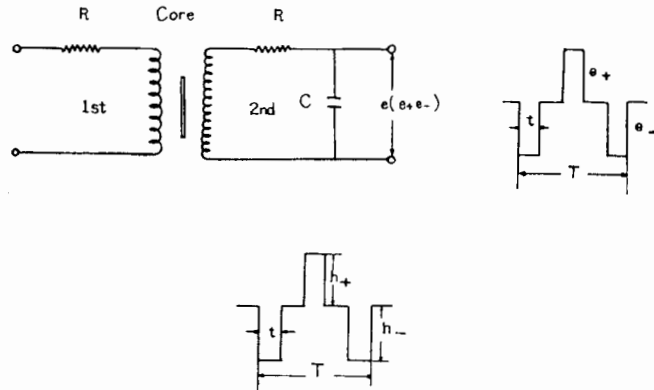 R Core R
1st 2nd C e(e₊e₋)
e₊
t e₋
T
h₊
t h₋
T